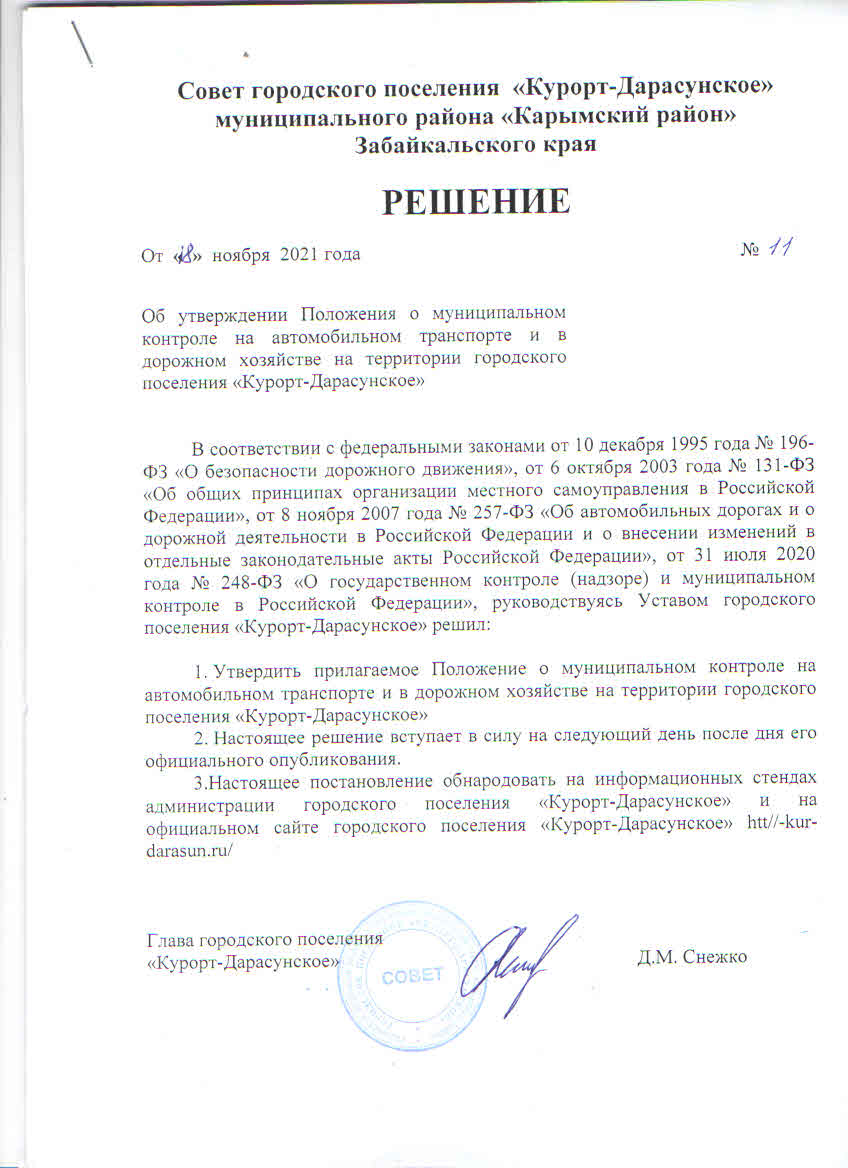 Совет городского поселения «Курорт-Дарасунское»
муниципального района «Карымский район»
Забайкальского края
РЕШЕНИЕ
От «18» ноября 2021 года № 11
Об утверждении Положения о муниципальном
контроле на автомобильном транспорте и в
дорожном хозяйстве на территории городского
поселения «Курорт-Дарасунское»
В соответствии с федеральными законами от 10 декабря 1995 года № 196-
ФЗ «О безопасности дорожного движения», от 6 октября 2003 года № 131-ФЗ
«Об общих принципах организации местного самоуправления в Российской
Федерации», от 8 ноября 2007 года № 257-ФЗ «Об автомобильных дорогах и о
дорожной деятельности в Российской Федерации и о внесении изменений в
отдельные законодательные акты Российской Федерации», от 31 июля 2020
года № 248-ФЗ «О государственном контроле (надзоре) и муниципальном
контроле в Российской Федерации», руководствуясь Уставом городского
поселения «Курорт-Дарасунское» решил:
1. Утвердить прилагаемое Положение о муниципальном контроле на
автомобильном транспорте и в дорожном хозяйстве на территории городского
поселения «Курорт-Дарасунское»
2. Настоящее решение вступает в силу на следующий день после дня его
официального опубликования.
3.Настоящее постановление обнародовать на информационных стендах
администрации городского поселения «Курорт-Дарасунское» и на
официальном сайте городского поселения «Курорт-Дарасунское» htt//-kur-
darasun.ru/
Глава городского поселения
«Курорт-Дарасунское» Д.М. Снежко
СОВЕТ